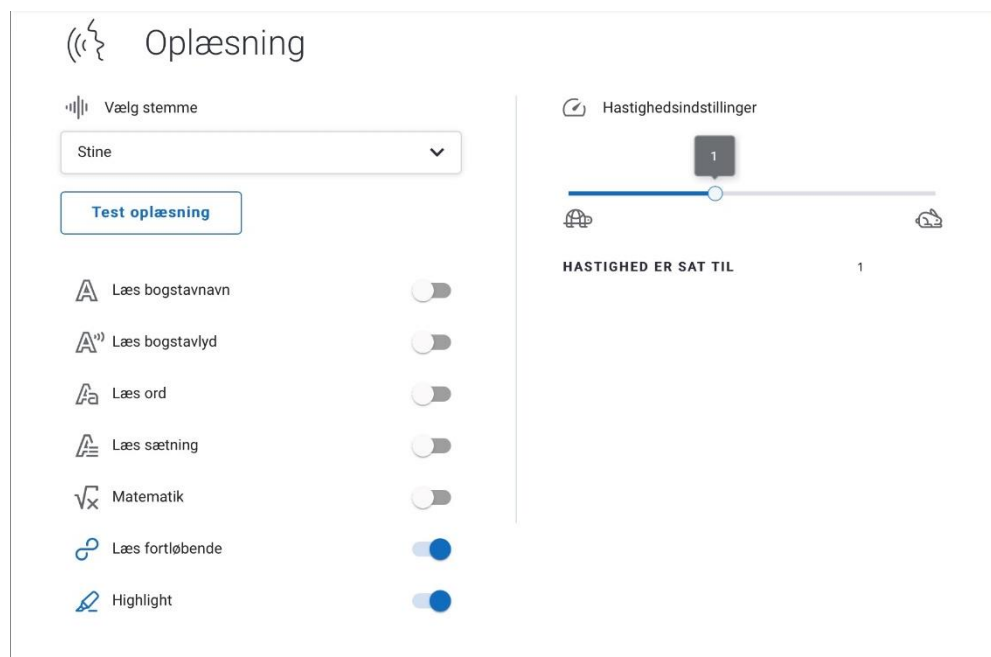 Oplæsning
Vælg stemme
Stine
Test oplæsning
Læs bogstavnavn
Læs bogstavlyd
Læs ord
Læs sætning
Matematik
Læs fortløbende
Highlight
Hastighedsindstillinger
1
HASTIGHED ER SAT TIL 1